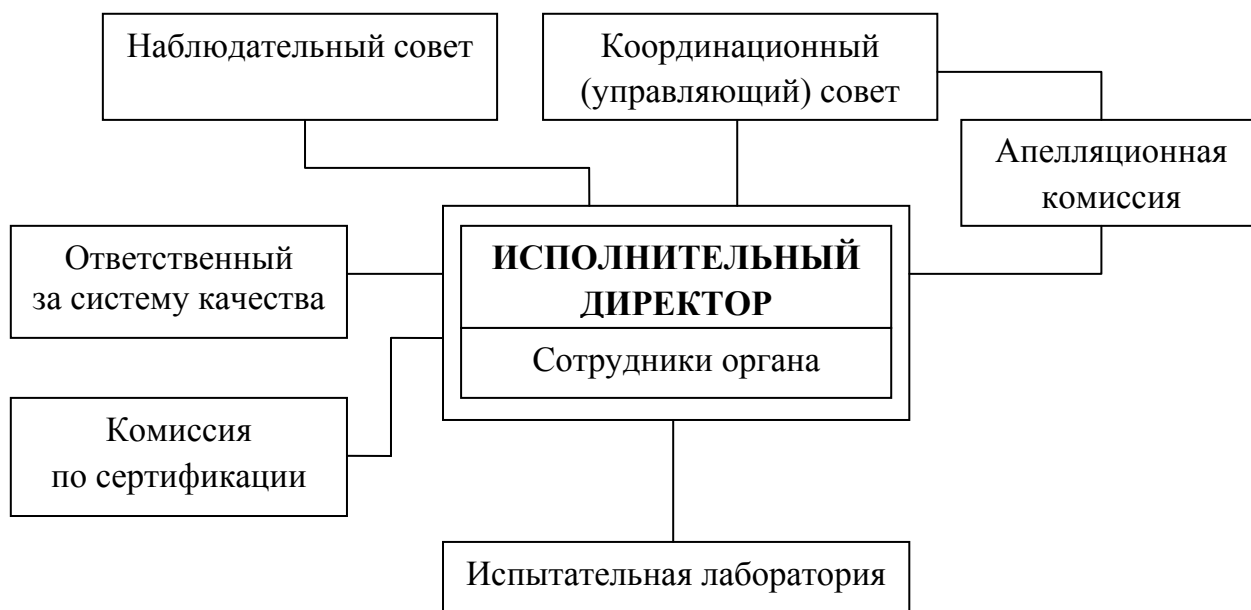 Наблюдательный совет
Координационный
(управляющий) совет
Апелляционная
комиссия
Ответственный
за систему качества
ИСПОЛНИТЕЛЬНЫЙ
ДИРЕКТОР
Сотрудники органа
Комиссия
по сертификации
Испытательная лаборатория